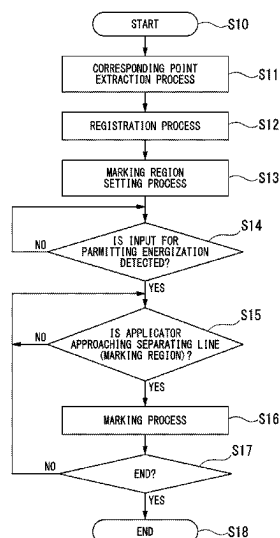 START
S10
CORRESPONDING POINT
EXTRACTION PROCESS
S11
REGISTRATION PROCESS
S12
MARKING REGION
SETTING PROCESS
S13
IS INPUT FOR
PARMITTING ENERGIZATION
DETECTED?
S14
NO
YES
IS APPLICATOR
APPROACHING SEPARATING LINE
(MARKING REGION)?
S15
NO
YES
MARKING PROCESS
S16
END?
S17
NO
YES
END
S18